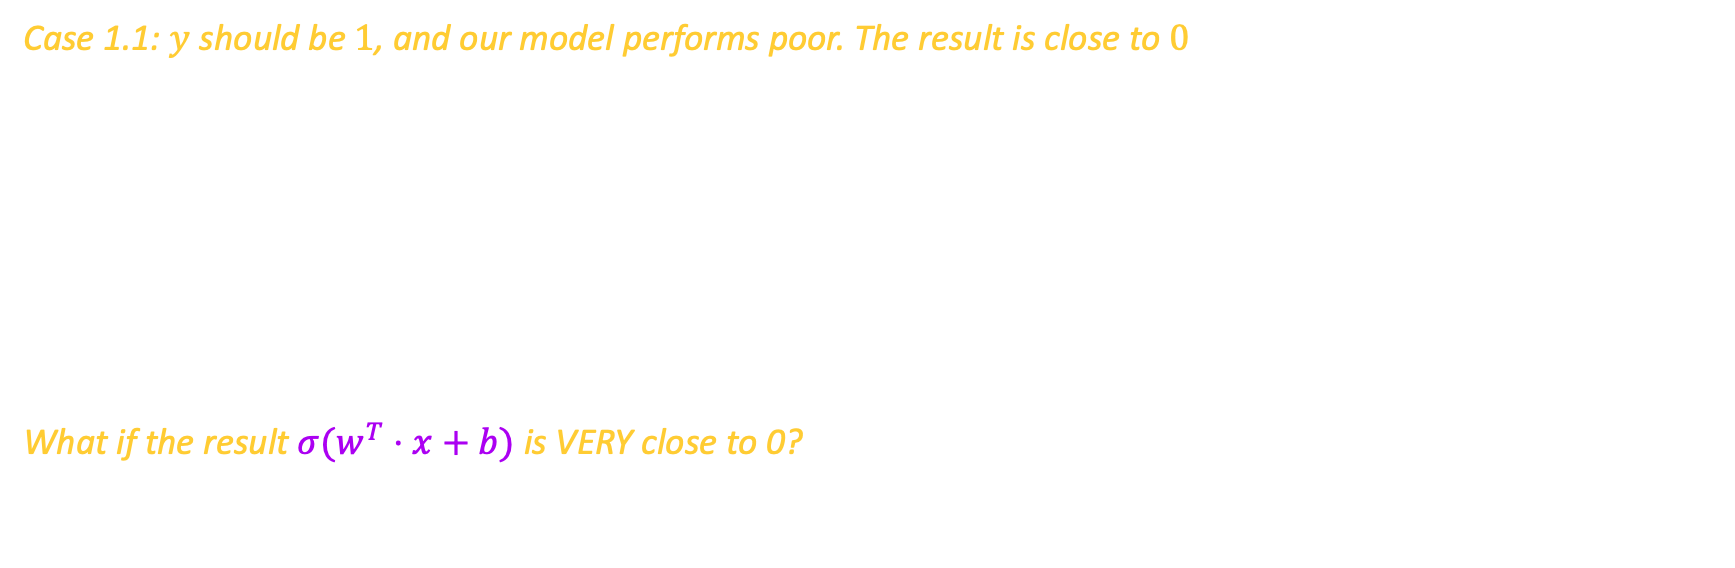 Case 1.1: y should be 1, and our model performs poor. The result is close to 0
What if the result σ(wᵀ · x + b) is VERY close to 0?